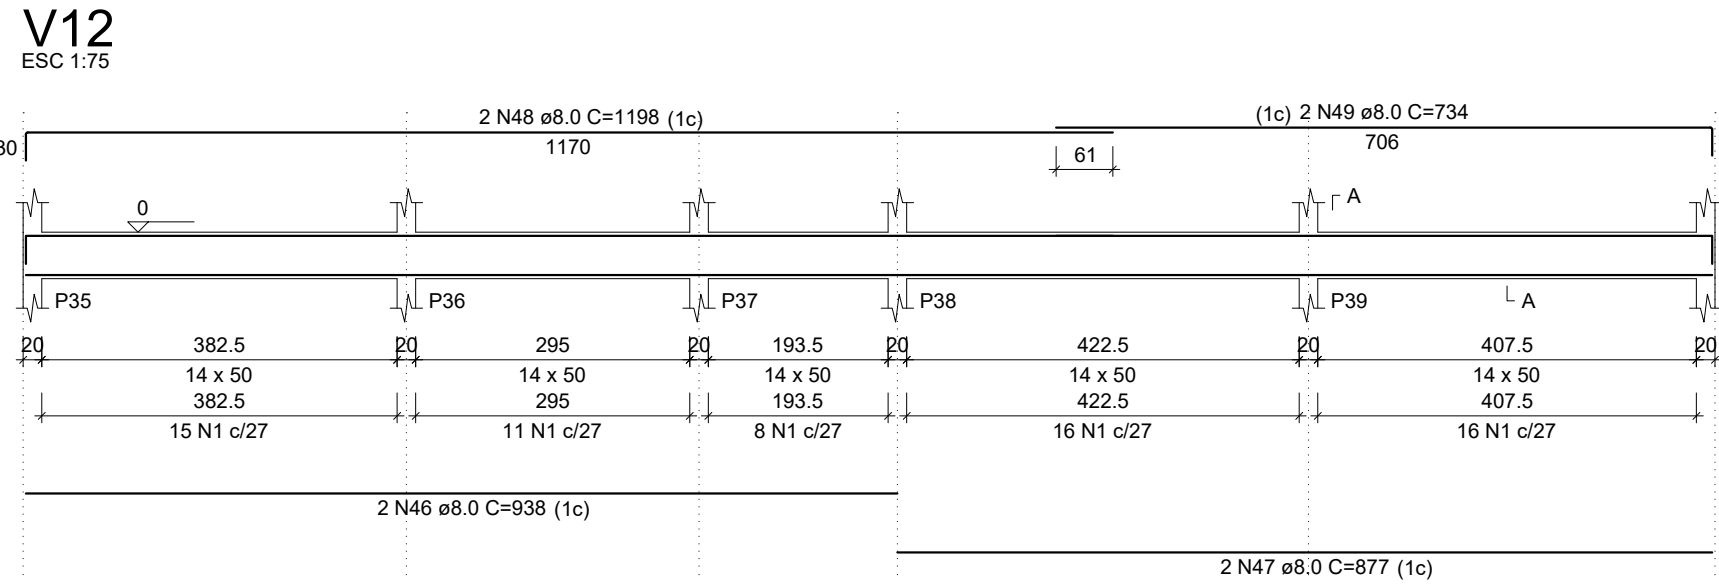 V12
ESC 1:75
2 N48 ø8.0 C=1198 (1c)
(1c) 2 N49 ø8.0 C=734
30
1170
706
61
A
0
P35
P36
P37
P38
P39
A
20 382.5 20 295 20 193.5 20 422.5 20 407.5 20
14 x 50 14 x 50 14 x 50 14 x 50 14 x 50
382.5 295 193.5 422.5 407.5
15 N1 c/27 11 N1 c/27 8 N1 c/27 16 N1 c/27 16 N1 c/27
2 N46 ø8.0 C=938 (1c)
2 N47 ø8.0 C=877 (1c)